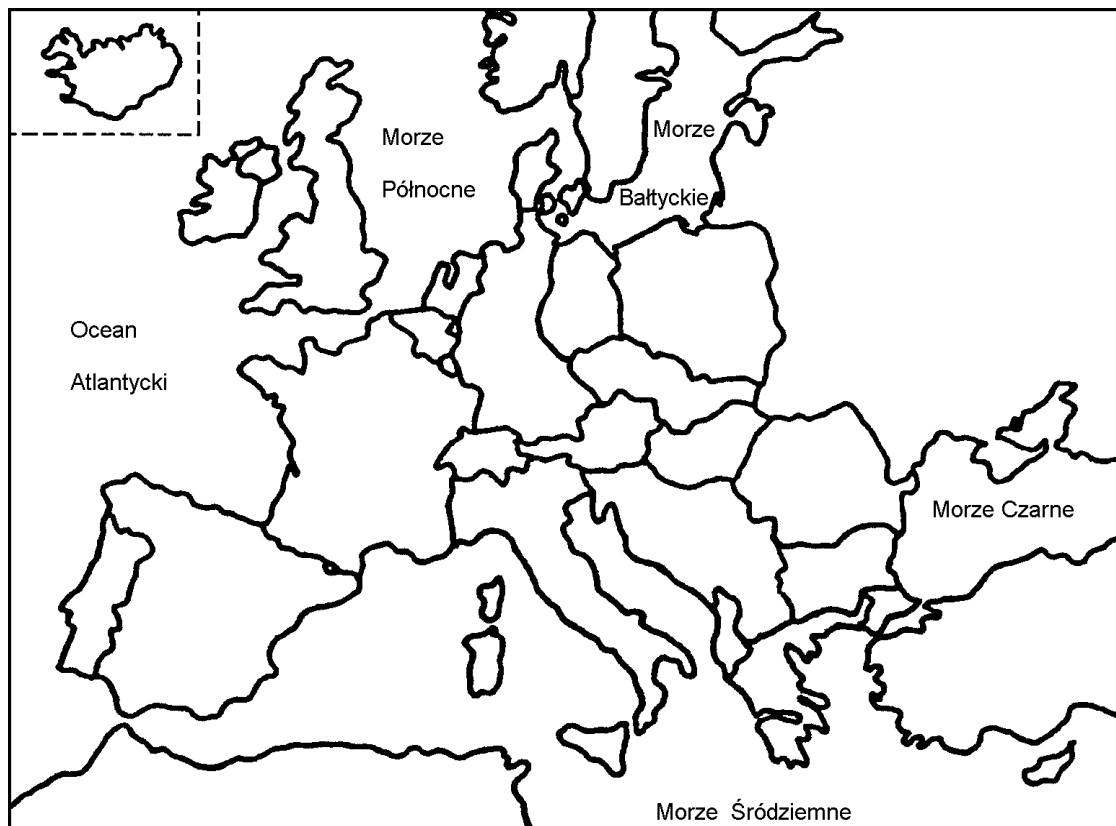 Morze
Północne
Morze
Bałtyckie
Ocean
Atlantycki
Morze Czarne
Morze Śródziemne